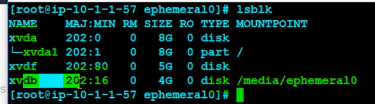 [root@ip-10-1-1-57 ephemeral0]# lsblk
NAME    MAJ:MIN RM SIZE RO TYPE MOUNTPOINT
xvda    202:0    0   8G  0 disk
└─xvda1 202:1    0   8G  0 part /
xvdf    202:80   0   5G  0 disk
xvdb    202:16   0   4G  0 disk /media/ephemeral0
[root@ip-10-1-1-57 ephemeral0]#